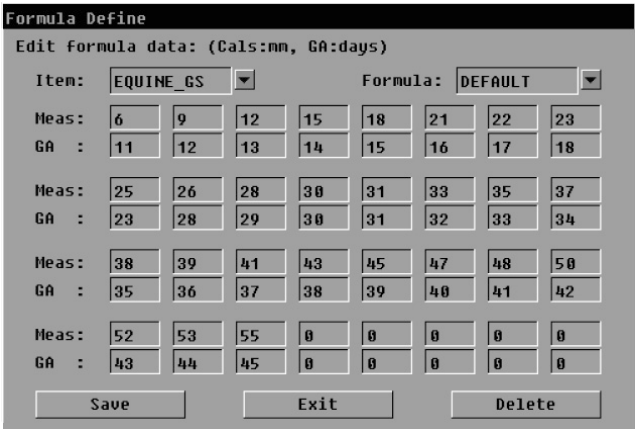 Formula Define
Edit formula data: (Cals:mm, GA:days)
Item: EQUINE_GS Formula: DEFAULT
Meas: 6 9 12 15 18 21 22 23
GA : 11 12 13 14 15 16 17 18
Meas: 25 26 28 30 31 33 35 37
GA : 23 28 29 30 31 32 33 34
Meas: 38 39 41 43 45 47 48 50
GA : 35 36 37 38 39 40 41 42
Meas: 52 53 55 0 0 0 0 0
GA : 43 44 45 0 0 0 0 0
Save Exit Delete